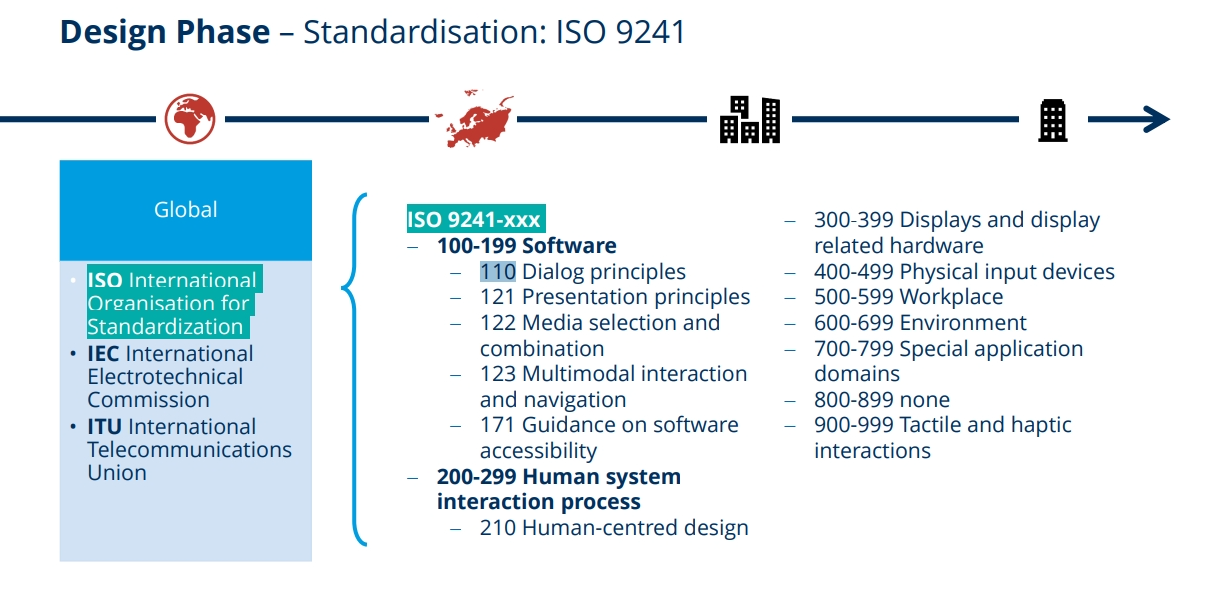 Design Phase – Standardisation: ISO 9241
Global
• ISO International
Organisation for
Standardization
• IEC International
Electrotechnical
Commission
• ITU International
Telecommunications
Union
ISO 9241-xxx
– 100-199 Software
– 110 Dialog principles
– 121 Presentation principles
– 122 Media selection and
combination
– 123 Multimodal interaction
and navigation
– 171 Guidance on software
accessibility
– 200-299 Human system
interaction process
– 210 Human-centred design
– 300-399 Displays and display
related hardware
– 400-499 Physical input devices
– 500-599 Workplace
– 600-699 Environment
– 700-799 Special application
domains
– 800-899 none
– 900-999 Tactile and haptic
interactions